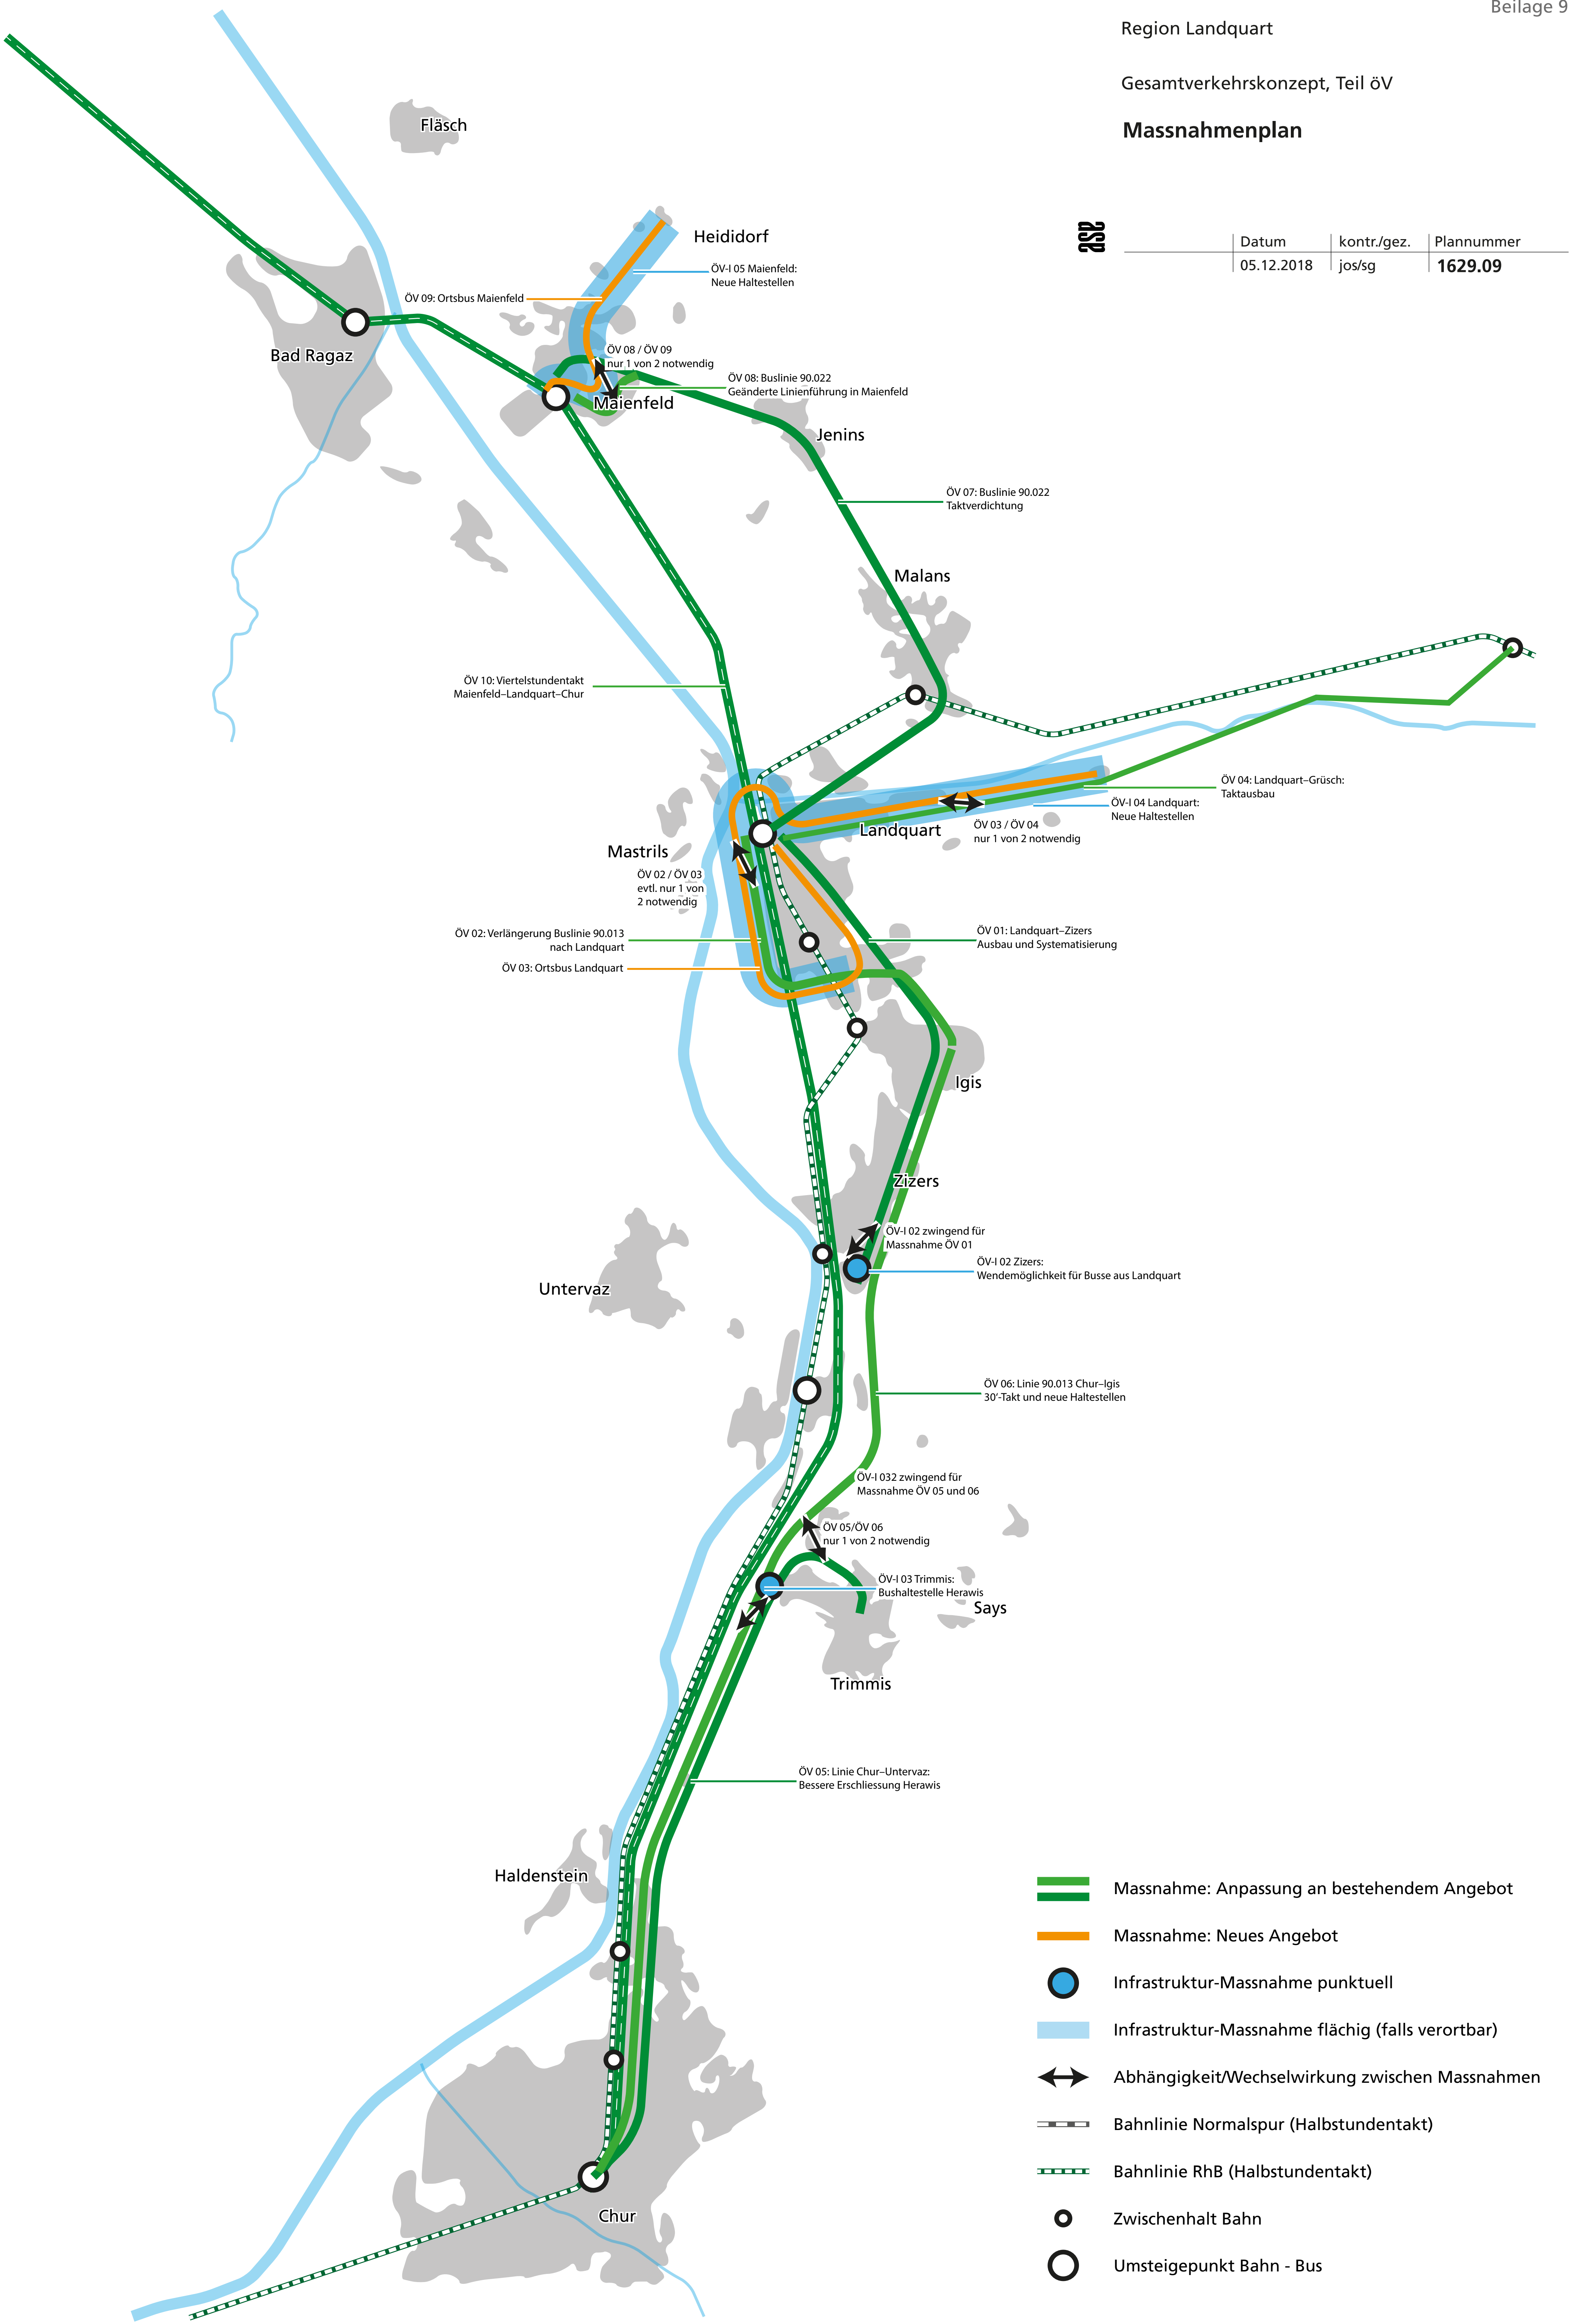 Beilage 9
Region Landquart
Gesamtverkehrskonzept, Teil öV
Massnahmenplan
asa
Datum
kontr./gez.
Plannummer
05.12.2018
jos/sg
1629.09
Fläsch
Heididorf
ÖV-I 05 Maienfeld:
Neue Haltestellen
ÖV 09: Ortsbus Maienfeld
Bad Ragaz
ÖV 08 / ÖV 09
nur 1 von 2 notwendig
ÖV 08: Buslinie 90.022
Geänderte Linienführung in Maienfeld
Maienfeld
Jenins
ÖV 07: Buslinie 90.022
Taktverdichtung
Malans
ÖV 10: Viertelstundentakt
Maienfeld–Landquart–Chur
ÖV 04: Landquart–Grüsch:
Taktausbau
ÖV-I 04 Landquart:
Neue Haltestellen
Landquart
ÖV 03 / ÖV 04
nur 1 von 2 notwendig
Mastrils
ÖV 02 / ÖV 03
evtl. nur 1 von
2 notwendig
ÖV 02: Verlängerung Buslinie 90.013
nach Landquart
ÖV 01: Landquart–Zizers
Ausbau und Systematisierung
ÖV 03: Ortsbus Landquart
Igis
Zizers
ÖV-I 02 zwingend für
Massnahme ÖV 01
ÖV-I 02 Zizers:
Wendemöglichkeit für Busse aus Landquart
Untervaz
ÖV 06: Linie 90.013 Chur–Igis
30'-Takt und neue Haltestellen
ÖV-I 032 zwingend für
Massnahme ÖV 05 und 06
ÖV 05/ÖV 06
nur 1 von 2 notwendig
ÖV-I 03 Trimmis:
Bushaltestelle Herawis
Says
Trimmis
ÖV 05: Linie Chur–Untervaz:
Bessere Erschliessung Herawis
Haldenstein
Chur
Massnahme: Anpassung an bestehendem Angebot
Massnahme: Neues Angebot
Infrastruktur-Massnahme punktuell
Infrastruktur-Massnahme flächig (falls verortbar)
Abhängigkeit/Wechselwirkung zwischen Massnahmen
Bahnlinie Normalspur (Halbstundentakt)
Bahnlinie RhB (Halbstundentakt)
Zwischenhalt Bahn
Umsteigepunkt Bahn - Bus